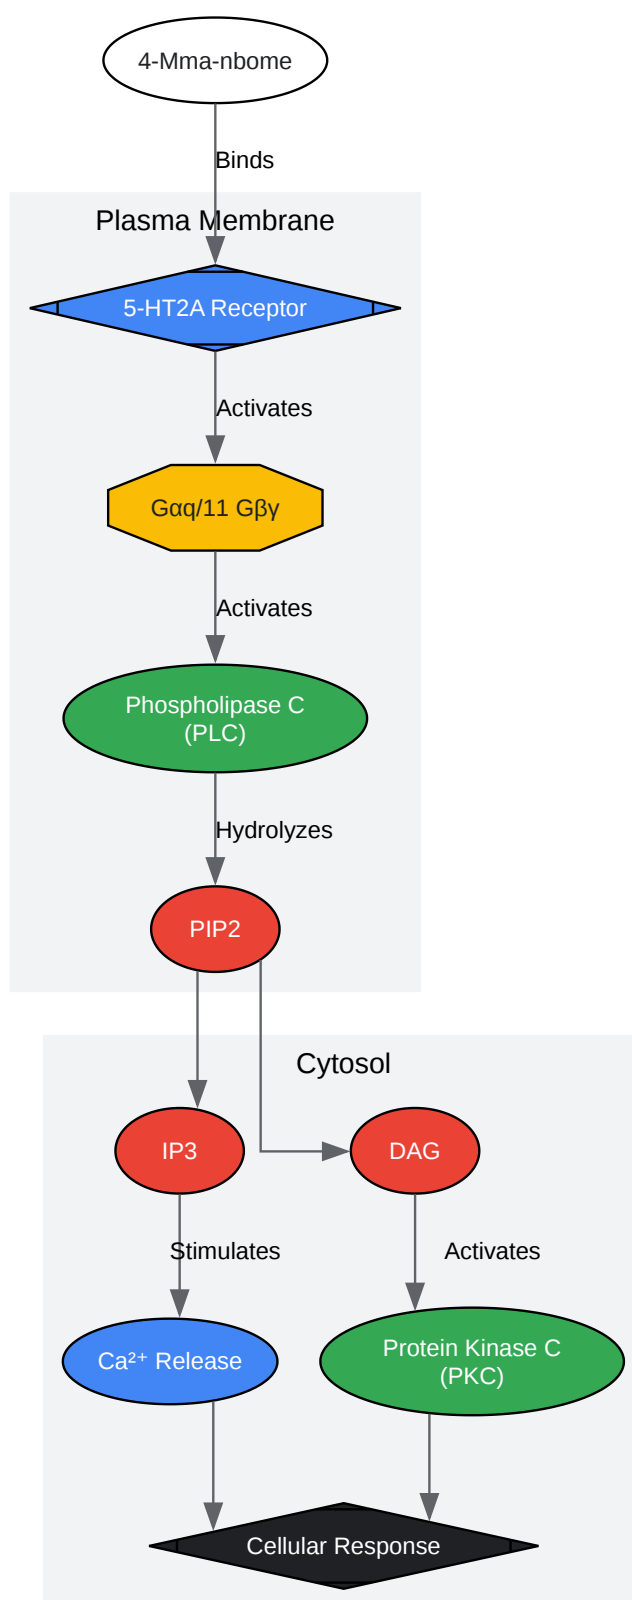 4-Mma-nbome
Binds
Plasma Membrane
5-HT2A Receptor
Activates
Gαq/11 Gβγ
Activates
Phospholipase C
(PLC)
Hydrolyzes
PIP2
Cytosol
IP3
DAG
Stimulates
Activates
Ca²⁺ Release
Protein Kinase C
(PKC)
Cellular Response